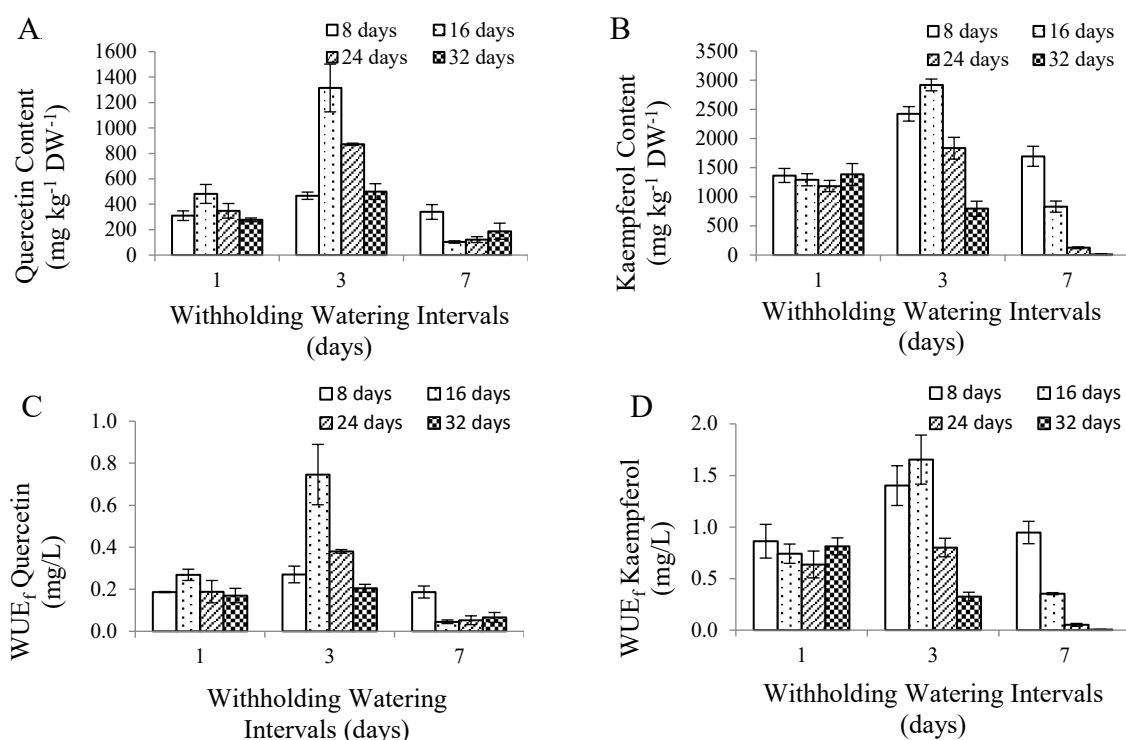 A
8 days 16 days
24 days 32 days
1600
1400
1200
1000
800
600
400
200
0
Quercetin Content
(mg kg-1 DW-1)
1 3 7
Withholding Watering Intervals
(days)
B
8 days 16 days
24 days 32 days
3500
3000
2500
2000
1500
1000
500
0
Kaempferol Content
(mg kg-1 DW-1)
1 3 7
Withholding Watering Intervals
(days)
C
8 days 16 days
24 days 32 days
1.0
0.8
0.6
0.4
0.2
0.0
WUEf Quercetin
(mg/L)
1 3 7
Withholding Watering
Intervals (days)
D
8 days 16 days
24 days 32 days
2.0
1.5
1.0
0.5
0.0
WUEf Kaempferol
(mg/L)
1 3 7
Withholding Watering Intervals
(days)